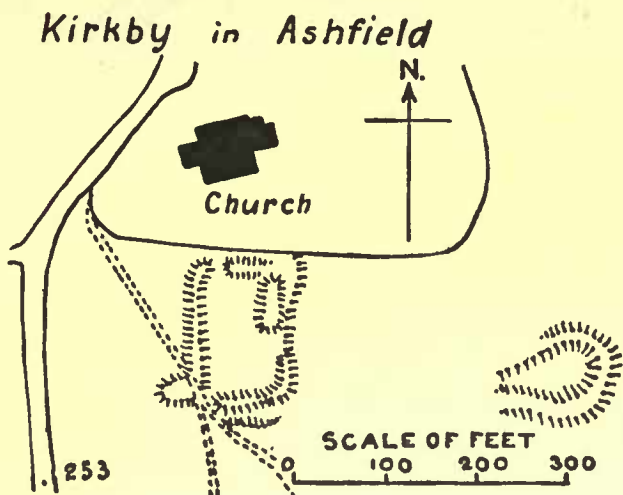 Kirkby in Ashfield
N.
Church
SCALE OF FEET
.253
0 100 200 300